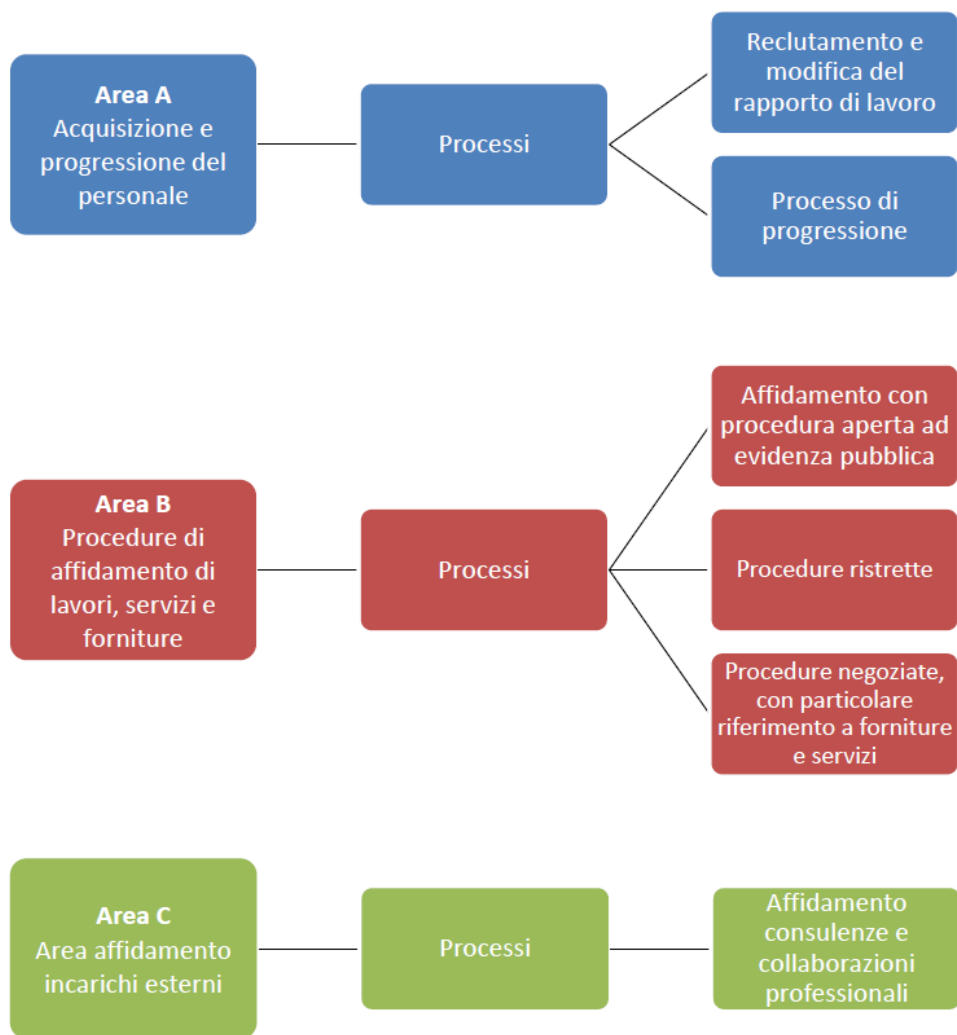 Area A
Acquisizione e
progressione del
personale
Processi
Reclutamento e
modifica del
rapporto di lavoro
Processo di
progressione
Area B
Procedure di
affidamento di
lavori, servizi e
forniture
Processi
Affidamento con
procedura aperta ad
evidenza pubblica
Procedure ristrette
Procedure negoziate,
con particolare
riferimento a forniture
e servizi
Area C
Area affidamento
incarichi esterni
Processi
Affidamento
consulenze e
collaborazioni
professionali